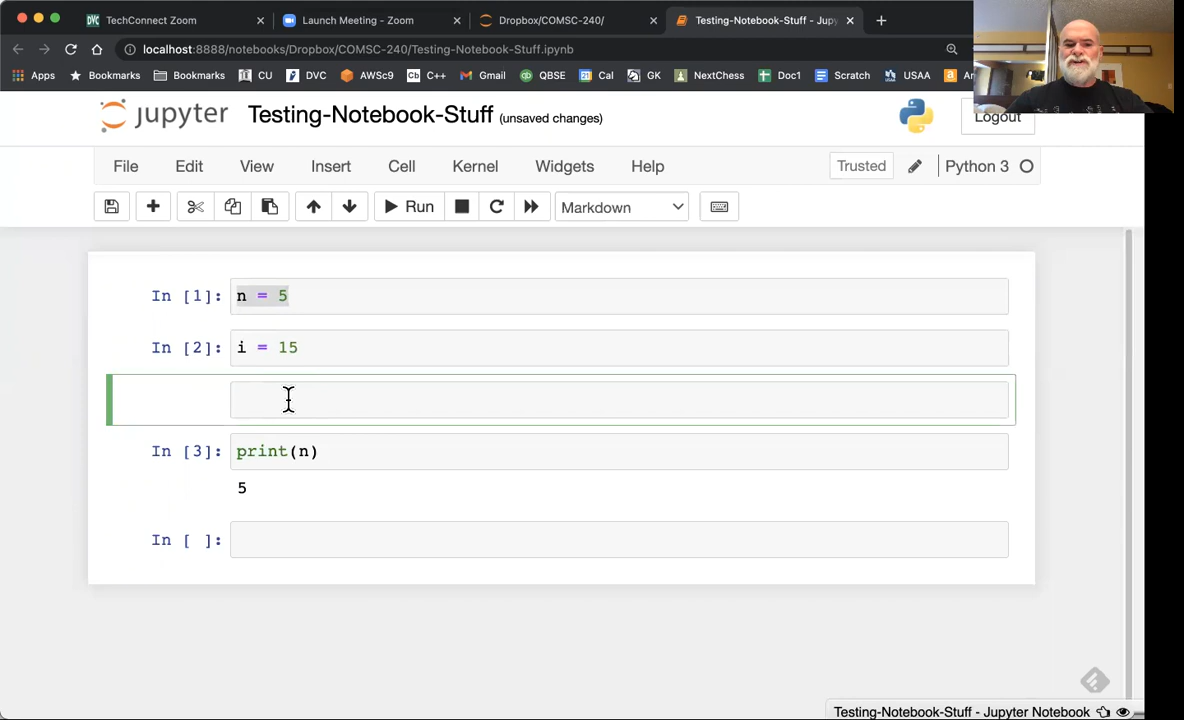 TechConnect Zoom
Launch Meeting - Zoom
Dropbox/COMSC-240/
Testing-Notebook-Stuff - Jupy
localhost:8888/notebooks/Dropbox/COMSC-240/Testing-Notebook-Stuff.ipynb
Apps Bookmarks Bookmarks CU DVC AWSc9 C++ Gmail QBSE Cal GK NextChess Doc1 Scratch USAA
jupyter Testing-Notebook-Stuff (unsaved changes)
Logout
File Edit View Insert Cell Kernel Widgets Help
Trusted Python 3
Run Markdown
In [1]: n = 5
In [2]: i = 15
In [3]: print(n)
5
In [ ]:
Testing-Notebook-Stuff - Jupyter Notebook